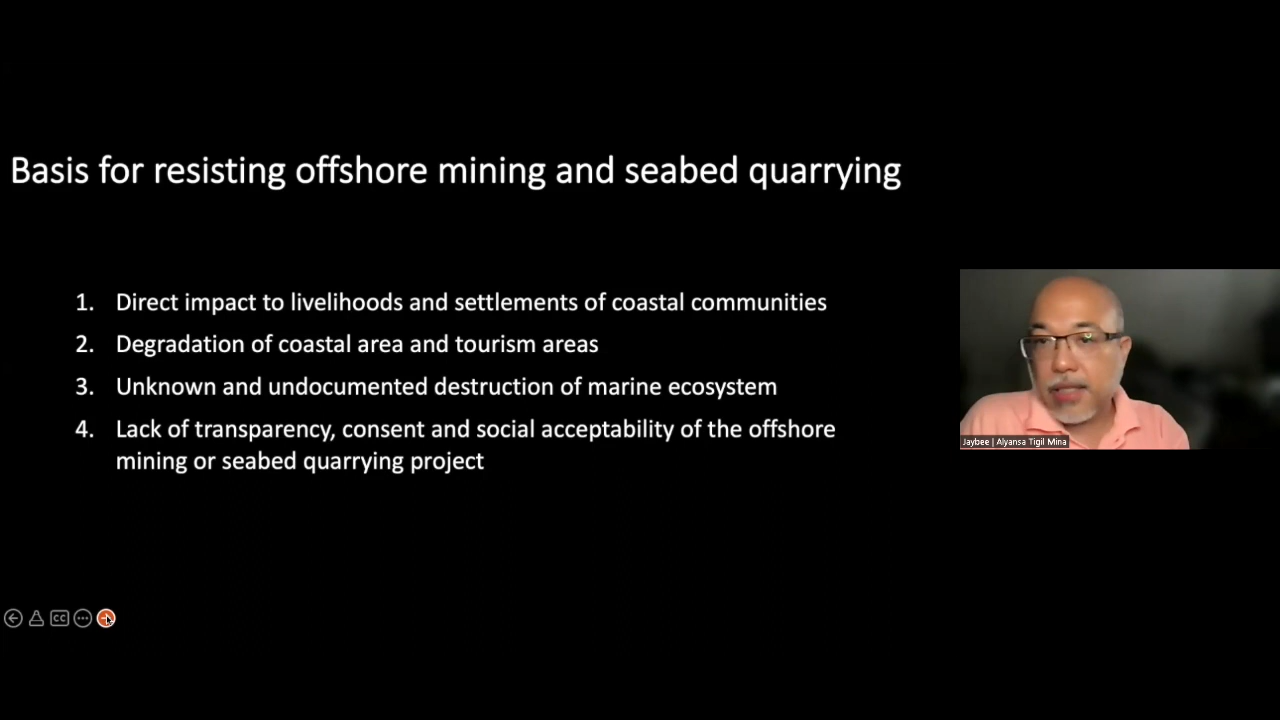 Basis for resisting offshore mining and seabed quarrying
1. Direct impact to livelihoods and settlements of coastal communities
2. Degradation of coastal area and tourism areas
3. Unknown and undocumented destruction of marine ecosystem
4. Lack of transparency, consent and social acceptability of the offshore
mining or seabed quarrying project
Jaybee | Alyansa Tigil Mina
CC